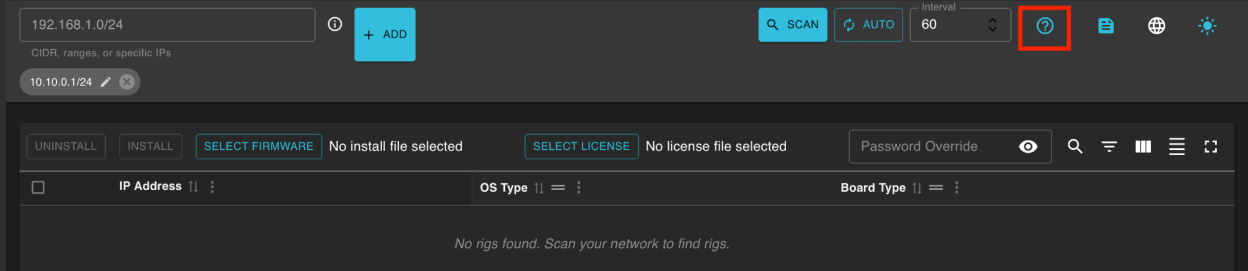 Interval
192.168.1.0/24
+ ADD
SCAN
AUTO
60
CIDR, ranges, or specific IPs
10.10.0.1/24
UNINSTALL
INSTALL
SELECT FIRMWARE
No install file selected
SELECT LICENSE
No license file selected
Password Override
IP Address
OS Type
Board Type
No rigs found. Scan your network to find rigs.